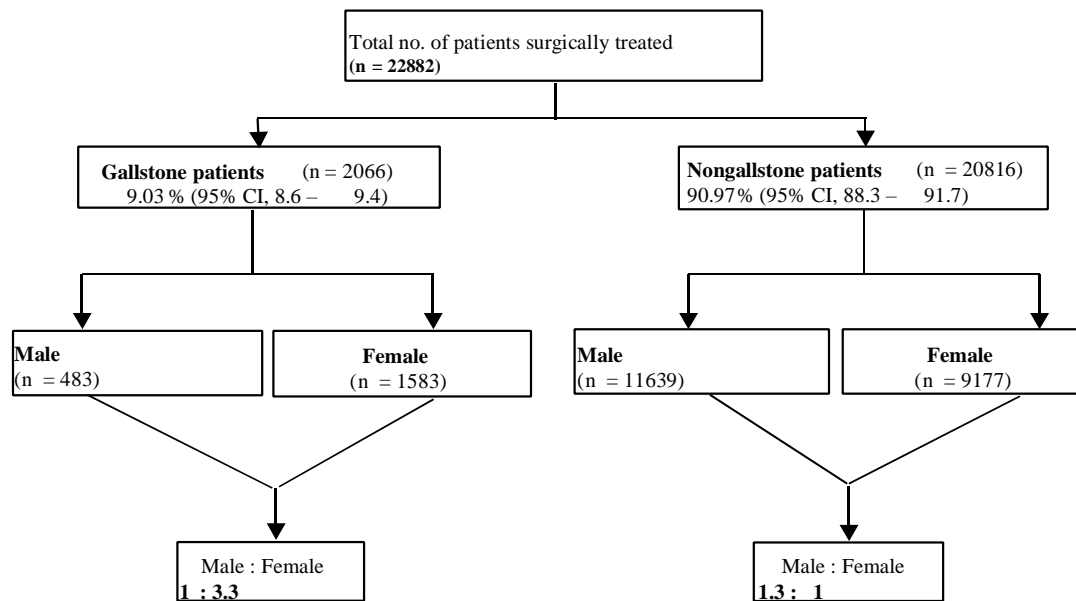 Total no. of patients surgically treated
(n = 22882)
Gallstone patients (n = 2066)
9.03 % (95% CI, 8.6 – 9.4)
Nongallstone patients (n = 20816)
90.97% (95% CI, 88.3 – 91.7)
Male
(n = 483)
Female
(n = 1583)
Male
(n = 11639)
Female
(n = 9177)
Male : Female
1 : 3.3
Male : Female
1.3 : 1